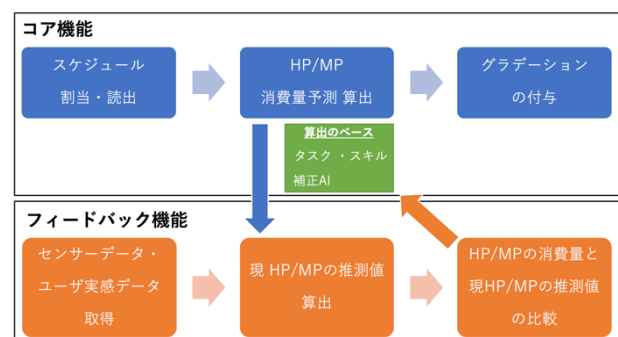 コア機能
スケジュール
割当・読出
HP/MP
消費量予測 算出
グラデーション
の付与
算出のベース
タスク ・スキル
補正AI
フィードバック機能
センサーデータ・
ユーザ実感データ
取得
現 HP/MPの推測値
算出
HP/MPの消費量と
現HP/MPの推測値
の比較